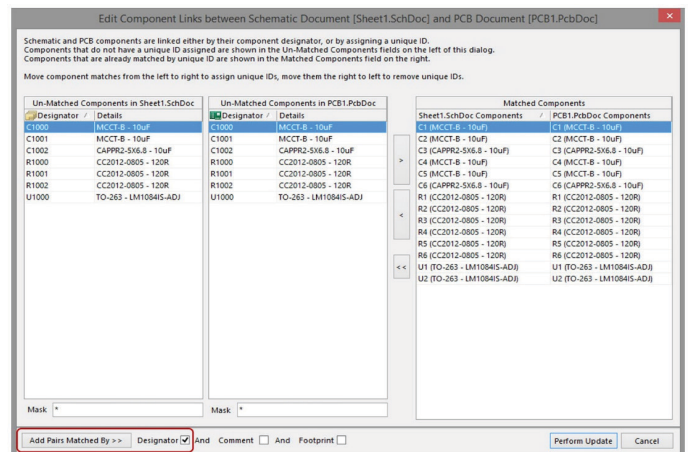 Edit Component Links between Schematic Document [Sheet1.SchDoc] and PCB Document [PCB1.PcbDoc]
Schematic and PCB components are linked either by their component designator, or by assigning a unique ID.
Components that do not have a unique ID assigned are shown in the Un-Matched Components fields on the left of this dialog.
Components that are already matched by unique ID are shown in the Matched Components field on the right.
Move component matches from the left to right to assign unique IDs, move them the right to left to remove unique IDs.
Un-Matched Components in Sheet1.SchDoc
Designator / Details
C1000 MCCT-B - 10uF
C1001 MCCT-B - 10uF
C1002 CAPPR2-5X6.8 - 10uF
R1000 CC2012-0805 - 120R
R1001 CC2012-0805 - 120R
R1002 CC2012-0805 - 120R
U1000 TO-263 - LM1084IS-ADJ
Mask *
Un-Matched Components in PCB1.PcbDoc
Designator / Details
C1000 MCCT-B - 10uF
C1001 MCCT-B - 10uF
C1002 CAPPR2-5X6.8 - 10uF
R1000 CC2012-0805 - 120R
R1001 CC2012-0805 - 120R
R1002 CC2012-0805 - 120R
U1000 TO-263 - LM1084IS-ADJ
Mask *
>
<
<<
Matched Components
Sheet1.SchDoc Components / PCB1.PcbDoc Components
C1 (MCCT-B - 10uF) C1 (MCCT-B - 10uF)
C2 (MCCT-B - 10uF) C2 (MCCT-B - 10uF)
C3 (CAPPR2-5X6.8 - 10uF) C3 (CAPPR2-5X6.8 - 10uF)
C4 (MCCT-B - 10uF) C4 (MCCT-B - 10uF)
C5 (MCCT-B - 10uF) C5 (MCCT-B - 10uF)
C6 (CAPPR2-5X6.8 - 10uF) C6 (CAPPR2-5X6.8 - 10uF)
R1 (CC2012-0805 - 120R) R1 (CC2012-0805 - 120R)
R2 (CC2012-0805 - 120R) R2 (CC2012-0805 - 120R)
R3 (CC2012-0805 - 120R) R3 (CC2012-0805 - 120R)
R4 (CC2012-0805 - 120R) R4 (CC2012-0805 - 120R)
R5 (CC2012-0805 - 120R) R5 (CC2012-0805 - 120R)
R6 (CC2012-0805 - 120R) R6 (CC2012-0805 - 120R)
U1 (TO-263 - LM1084IS-ADJ) U1 (TO-263 - LM1084IS-ADJ)
U2 (TO-263 - LM1084IS-ADJ) U2 (TO-263 - LM1084IS-ADJ)
Add Pairs Matched By >> Designator And Comment And Footprint Perform Update Cancel